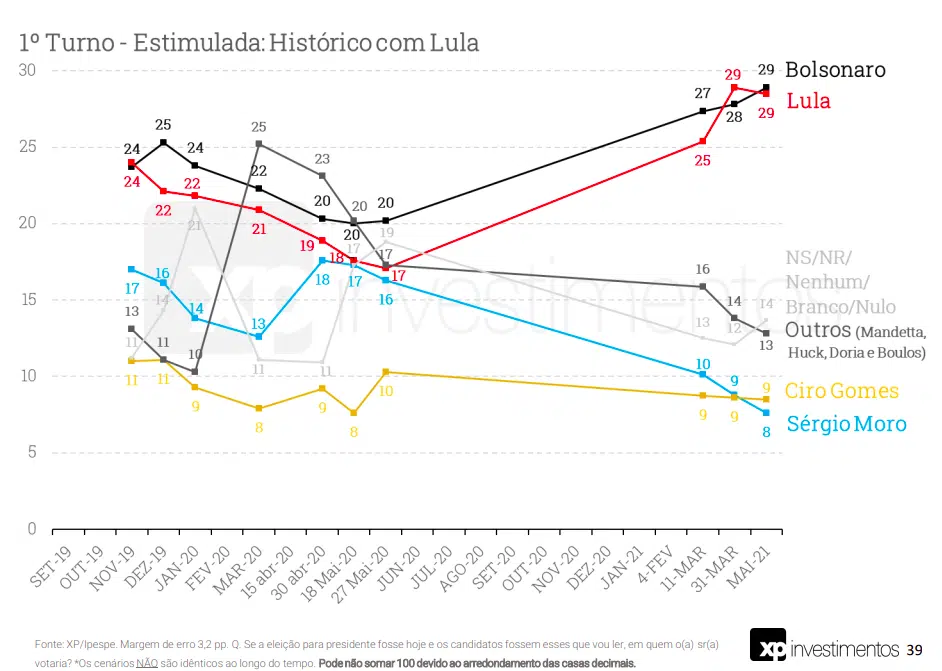 1º Turno - Estimulada: Histórico com Lula
30
25
20
15
10
5
0
24 25 24 22 20 20 20 27 28 29
Bolsonaro
24 22 22 21 19 18 17 25 29 29
Lula
11 14 21 11 11 17 19 13 12 14
NS/NR/
Nenhum/
Branco/Nulo
13 11 10 25 23 20 17 16 14 13
Outros (Mandetta,
Huck, Doria e Boulos)
11 11 9 8 9 8 10 9 9 9
Ciro Gomes
17 16 14 13 18 17 16 10 9 8
Sérgio Moro
xp investimentos
SET-19
OUT-19
NOV-19
DEZ-19
JAN-20
FEV-20
MAR-20
15 abr-20
30 abr-20
18 Mai-20
27 Mai-20
JUN-20
JUL-20
AGO-20
SET-20
OUT-20
NOV-20
DEZ-20
JAN-21
4-FEV
11-MAR
31-MAR
MAI-21
Fonte: XP/Ipespe. Margem de erro 3,2 pp. Q. Se a eleição para presidente fosse hoje e os candidatos fossem esses que vou ler, em quem o(a) sr(a)
votaria? *Os cenários NÃO são idênticos ao longo do tempo. Pode não somar 100 devido ao arredondamento das casas decimais.
xp investimentos 39